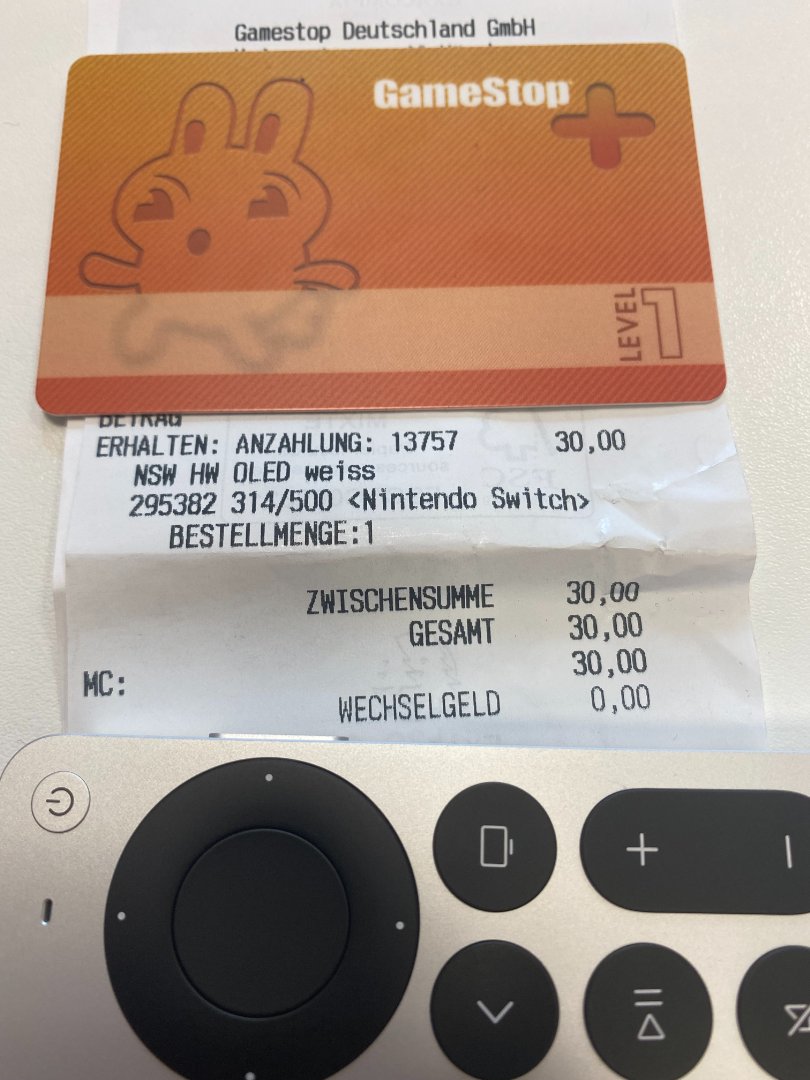 Gamestop Deutschland GmbH
GameStop
LEVEL 1
BETRAG
ERHALTEN: ANZAHLUNG: 13757 30,00
NSW HW OLED weiss
295382 314/500 <Nintendo Switch>
BESTELLMENGE:1
ZWISCHENSUMME 30,00
GESAMT 30,00
30,00
MC:
WECHSELGELD 0,00